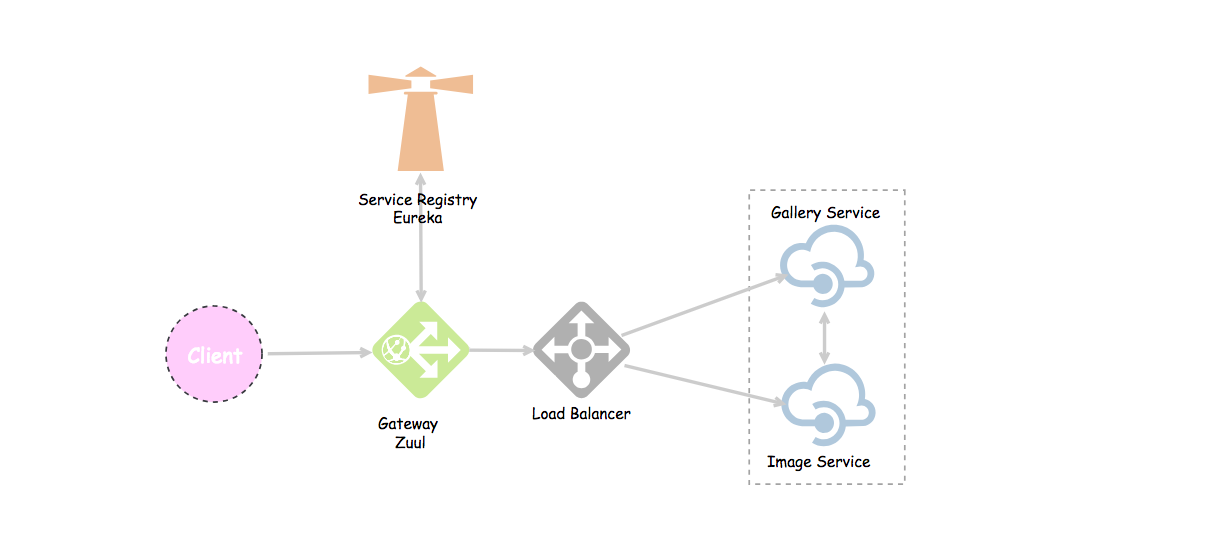 Service Registry
Eureka
Gallery Service
Client
Load Balancer
Gateway
Zuul
Image Service